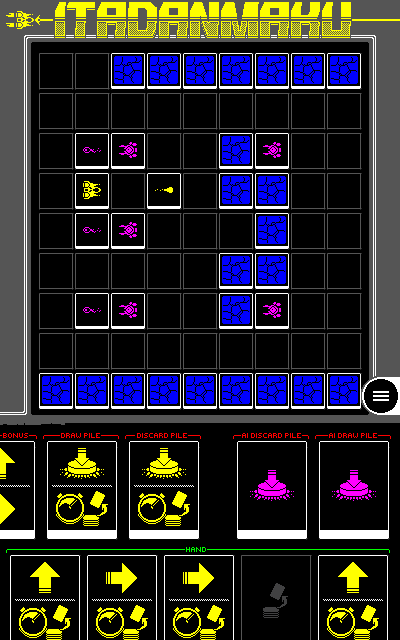 ITADANMAKU
BONUS
DRAW PILE
DISCARD PILE
AI DISCARD PILE
AI DRAW PILE
HAND